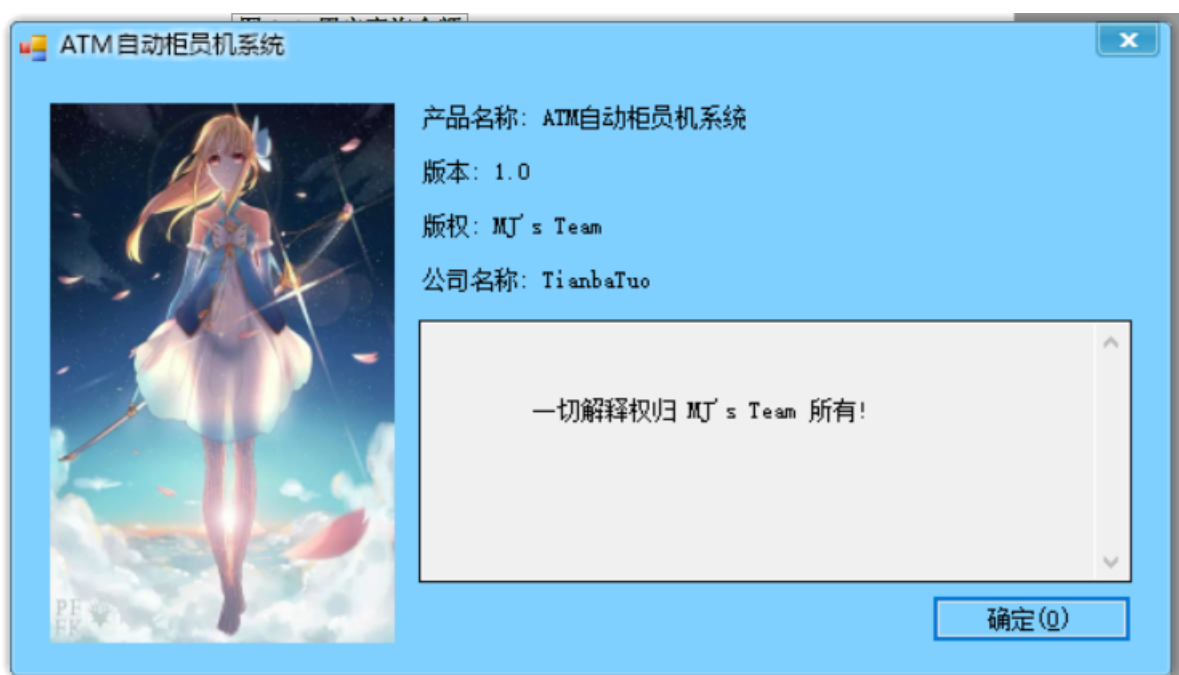 ATM自动柜员机系统
产品名称: ATM自动柜员机系统
版本: 1.0
版权: MJ's Team
公司名称: TianbaTuo
一切解释权归 MJ's Team 所有!
PF
FK
确定(O)